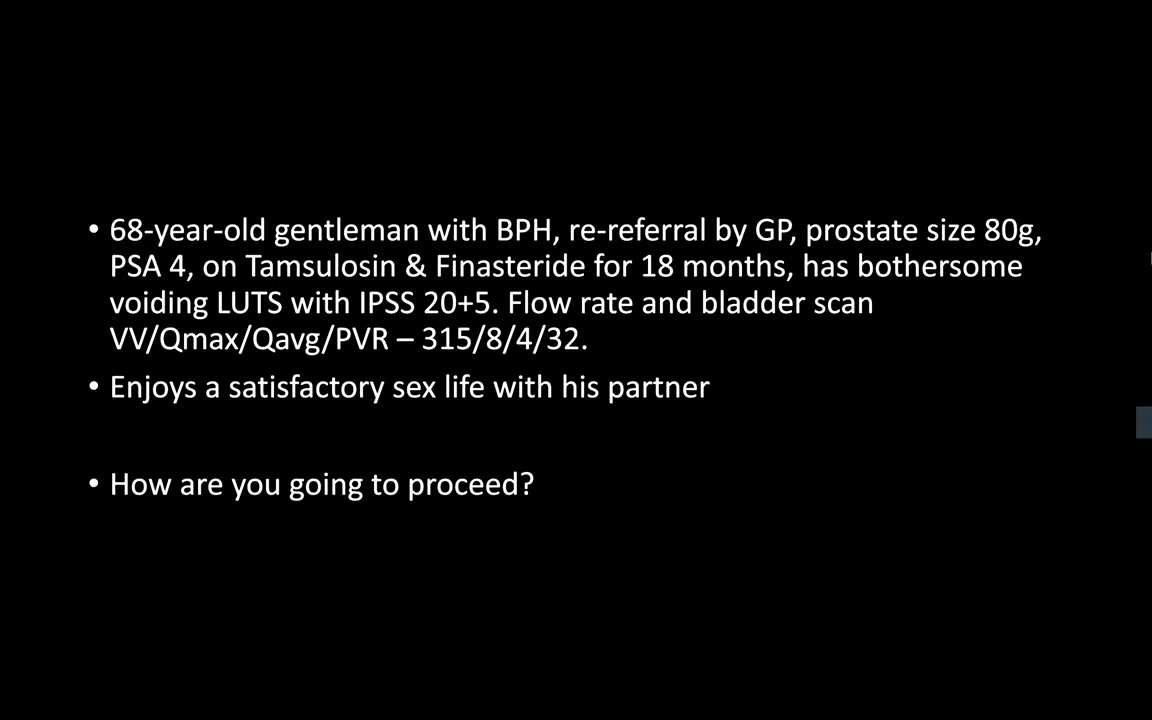 • 68-year-old gentleman with BPH, re-referral by GP, prostate size 80g,
PSA 4, on Tamsulosin & Finasteride for 18 months, has bothersome
voiding LUTS with IPSS 20+5. Flow rate and bladder scan
VV/Qmax/Qavg/PVR – 315/8/4/32.
• Enjoys a satisfactory sex life with his partner
• How are you going to proceed?